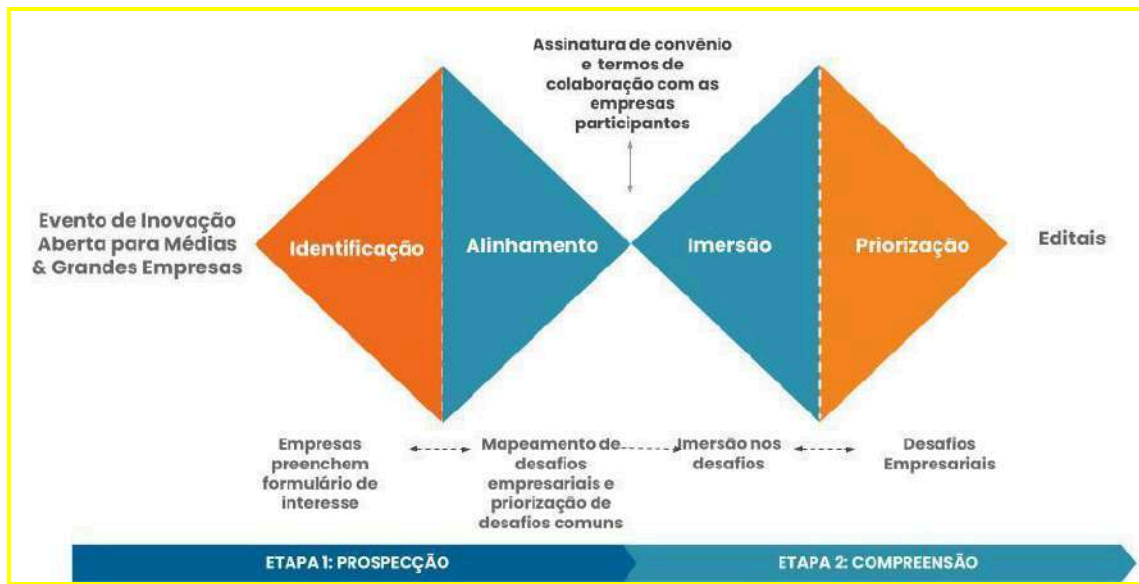 Assinatura de convênio
e termos de
colaboração com as
empresas
participantes
Evento de Inovação
Aberta para Médias
& Grandes Empresas
Identificação
Alinhamento
Imersão
Priorização
Editais
Empresas
preenchem
formulário de
interesse
Mapeamento de
desafios
empresariais e
priorização de
desafios comuns
Imersão nos
desafios
Desafios
Empresariais
ETAPA 1: PROSPECÇÃO
ETAPA 2: COMPREENSÃO